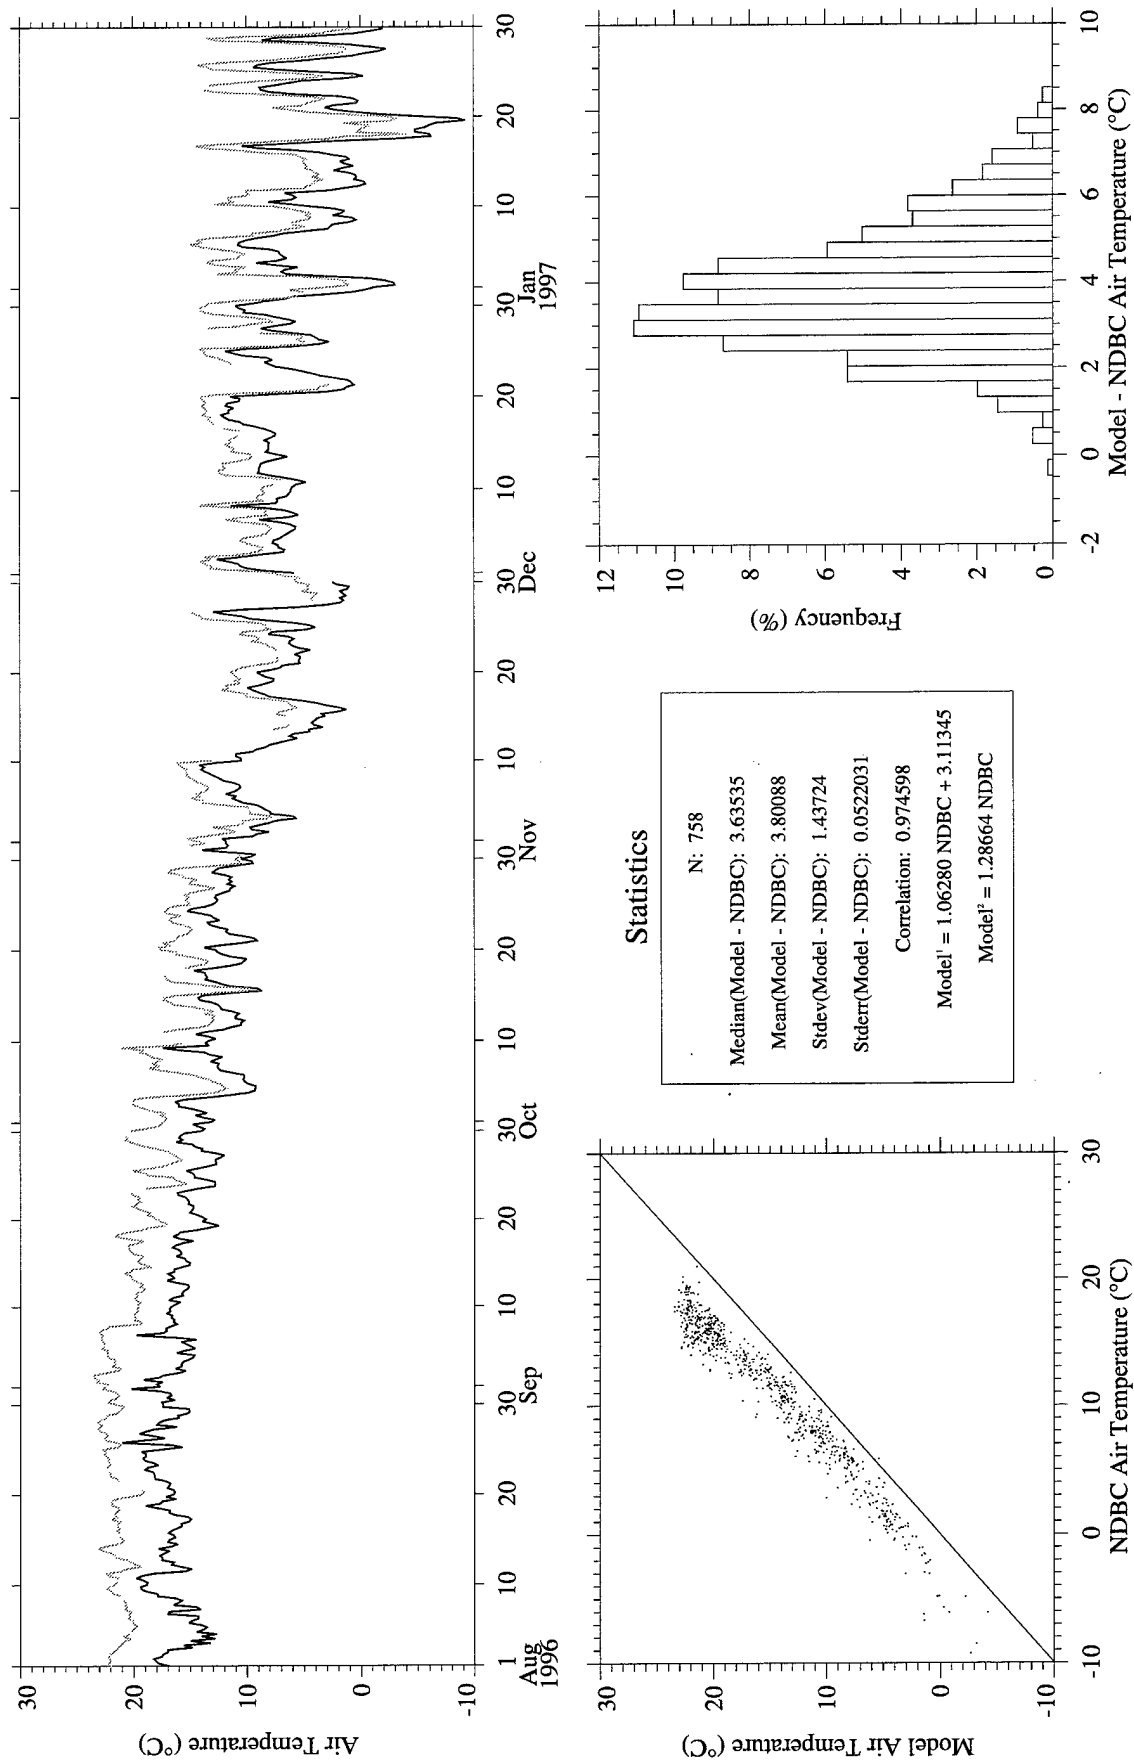 Air Temperature (°C)
30
20
10
0
-10
1 10 20 30 10 20 30 10 20 30 10 20 30 10 20 30 10 20 30
Aug Sep Oct Nov Dec Jan
1996 1997
Model Air Temperature (°C)
30
20
10
0
-10
-10 0 10 20 30
NDBC Air Temperature (°C)
Statistics
N: 758
Median(Model - NDBC): 3.63535
Mean(Model - NDBC): 3.80088
Stdev(Model - NDBC): 1.43724
Stderr(Model - NDBC): 0.0522031
Correlation: 0.974598
Model¹ = 1.06280 NDBC + 3.11345
Model² = 1.28664 NDBC
Frequency (%)
12
10
8
6
4
2
0
-2 0 2 4 6 8 10
Model - NDBC Air Temperature (°C)